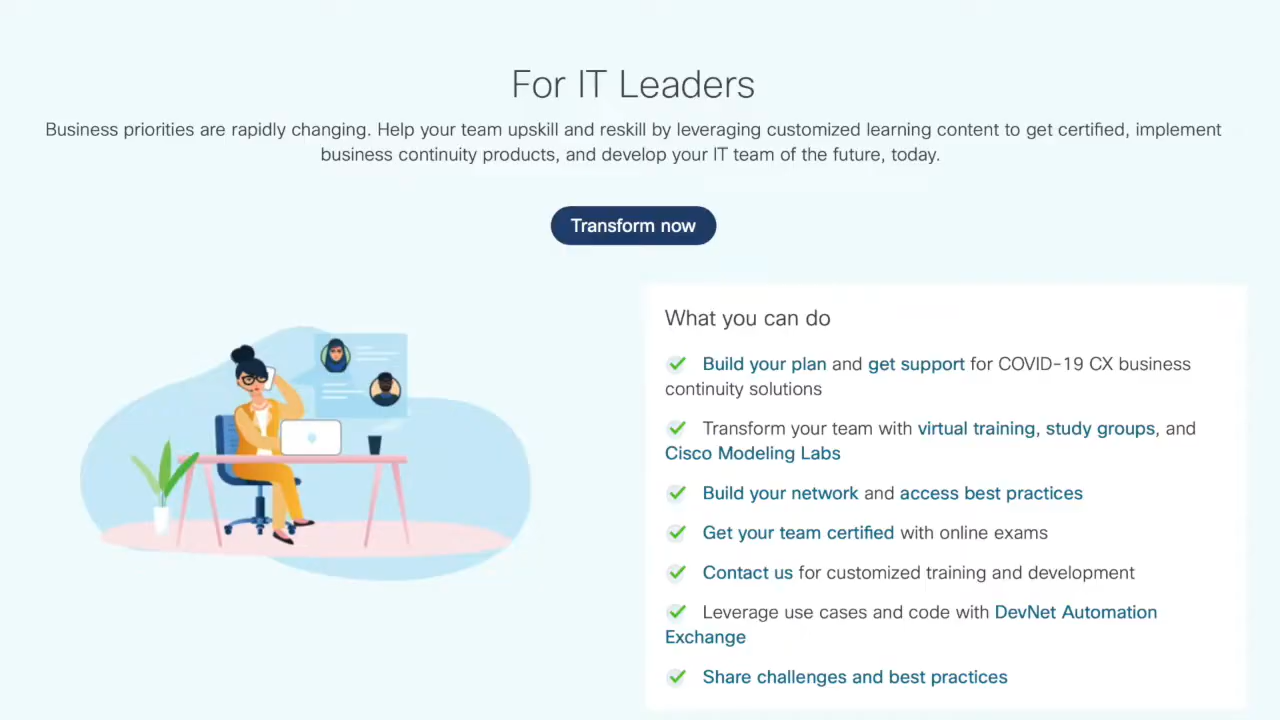 For IT Leaders
Business priorities are rapidly changing. Help your team upskill and reskill by leveraging customized learning content to get certified, implement
business continuity products, and develop your IT team of the future, today.
Transform now
What you can do
Build your plan and get support for COVID-19 CX business
continuity solutions
Transform your team with virtual training, study groups, and
Cisco Modeling Labs
Build your network and access best practices
Get your team certified with online exams
Contact us for customized training and development
Leverage use cases and code with DevNet Automation
Exchange
Share challenges and best practices